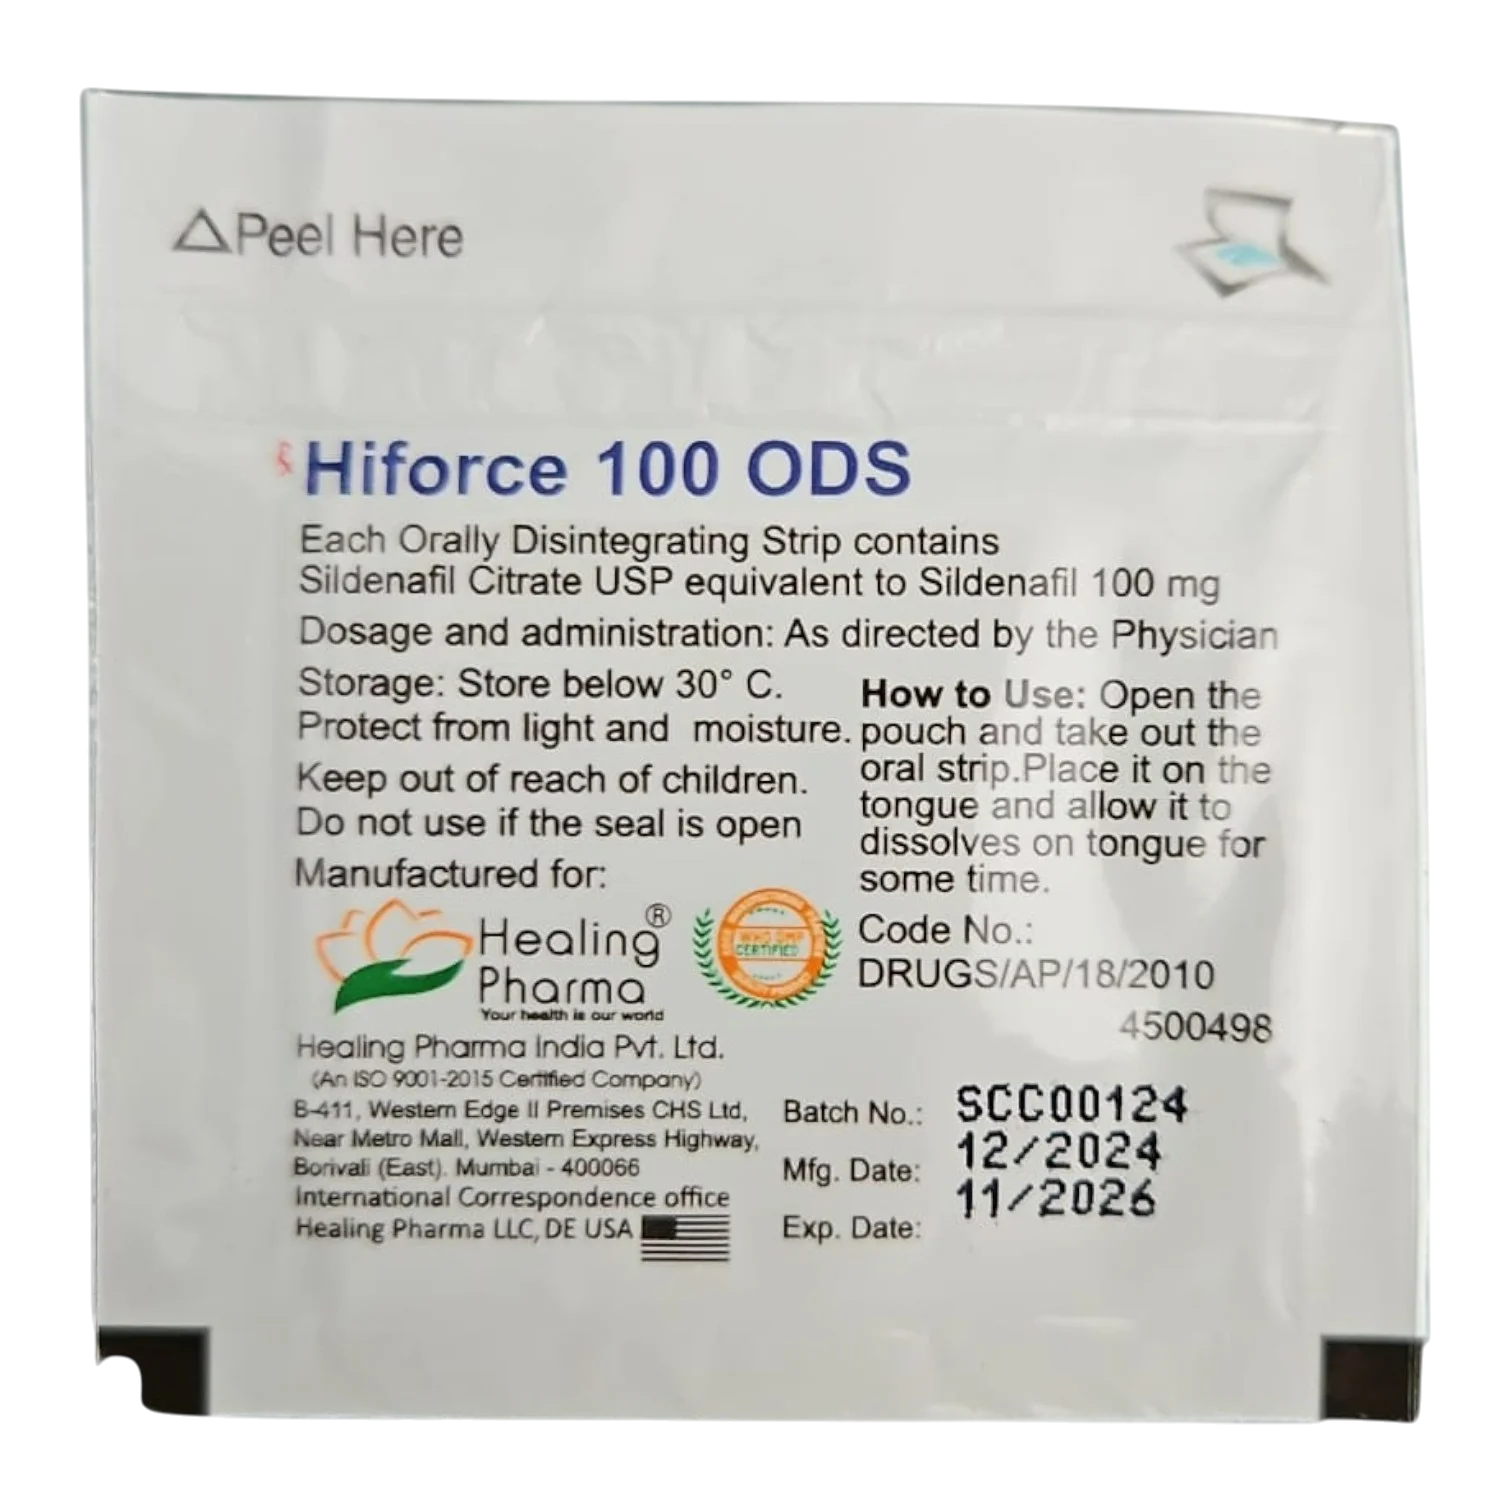 △Peel Here
Hiforce 100 ODS
Each Orally Disintegrating Strip contains
Sildenafil Citrate USP equivalent to Sildenafil 100 mg
Dosage and administration: As directed by the Physician
Storage: Store below 30° C.
Protect from light and moisture.
Keep out of reach of children.
Do not use if the seal is open
How to Use: Open the
pouch and take out the
oral strip.Place it on the
tongue and allow it to
dissolves on tongue for
some time.
Manufactured for:
Healing®
Pharma
Your health is our world
WHO GMP
CERTIFIED
Code No.:
DRUGS/AP/18/2010
4500498
Healing Pharma India Pvt. Ltd.
(An ISO 9001-2015 Certified Company)
B-411, Western Edge II Premises CHS Ltd,
Near Metro Mall, Western Express Highway,
Borivali (East). Mumbai - 400066
International Correspondence office
Healing Pharma LLC, DE USA
Batch No.: SCC00124
Mfg. Date: 12/2024
Exp. Date: 11/2026